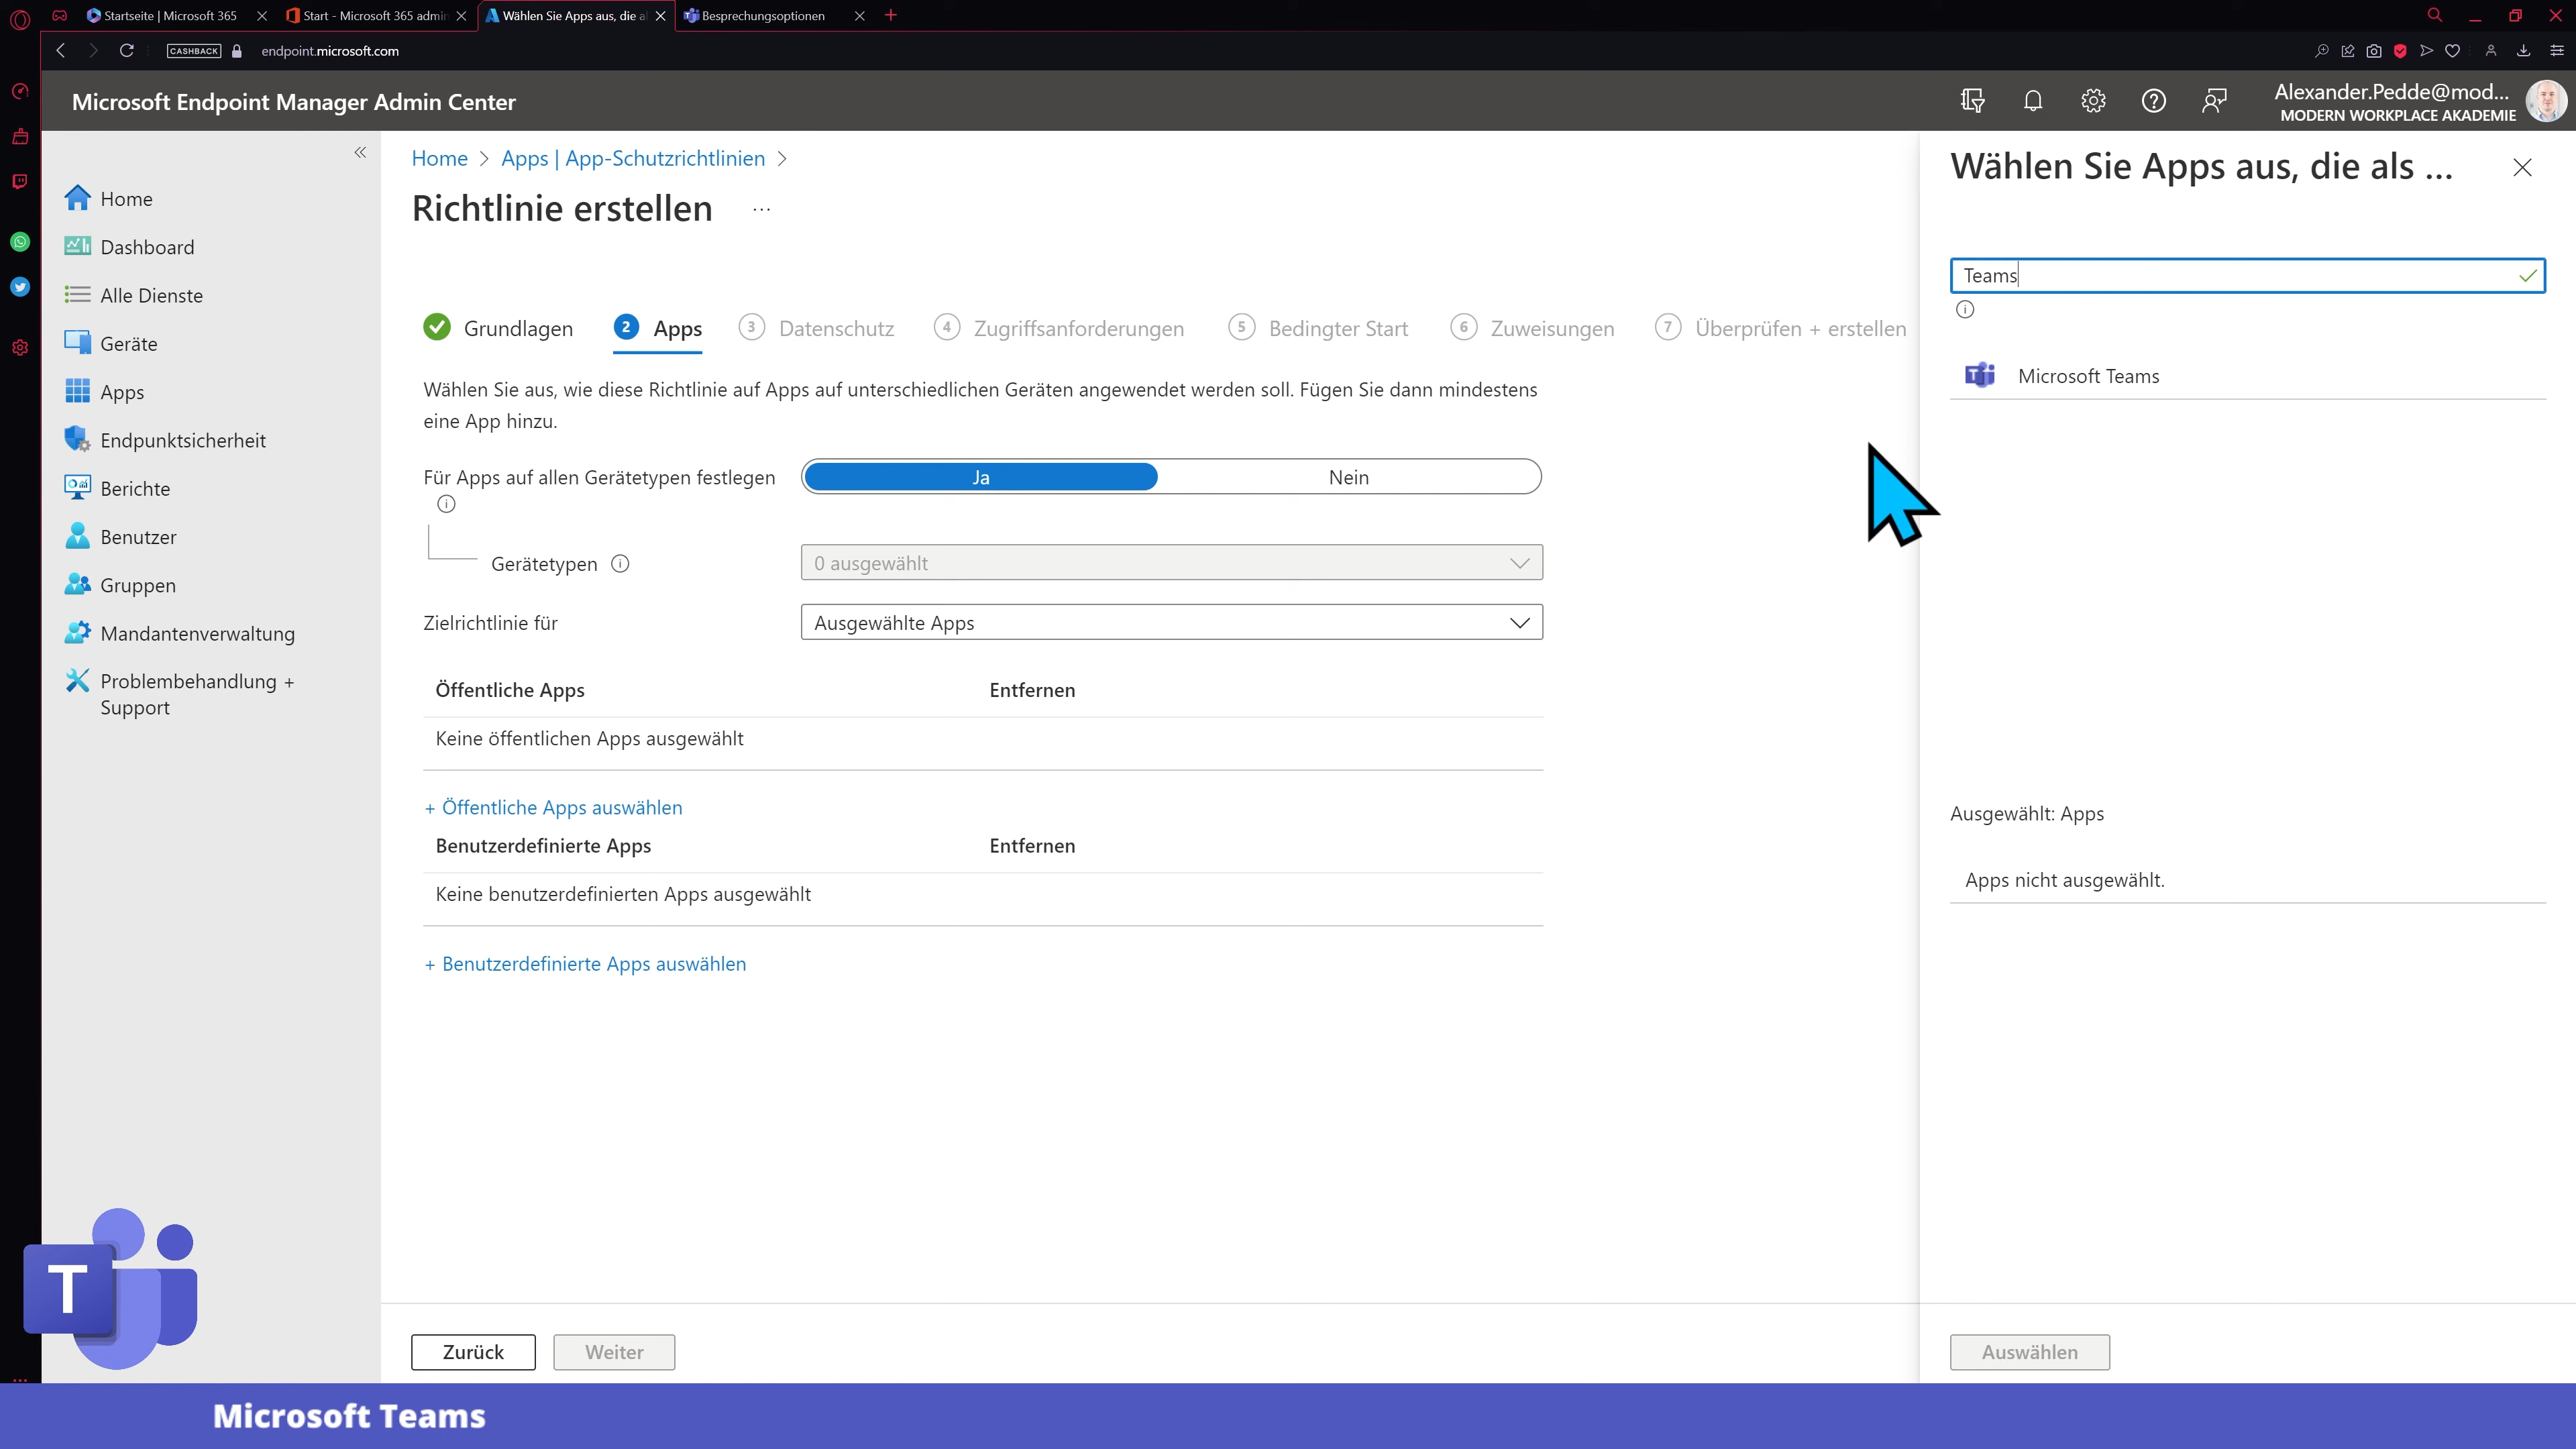 Startseite | Microsoft 365
Start - Microsoft 365 admin
Wählen Sie Apps aus, die al
Besprechungsoptionen
CASHBACK
endpoint.microsoft.com
Microsoft Endpoint Manager Admin Center
Alexander.Pedde@mod...
MODERN WORKPLACE AKADEMIE
Home
Dashboard
Alle Dienste
Geräte
Apps
Endpunktsicherheit
Berichte
Benutzer
Gruppen
Mandantenverwaltung
Problembehandlung +
Support
Home > Apps | App-Schutzrichtlinien >
Richtlinie erstellen ...
Grundlagen
2 Apps
3 Datenschutz
4 Zugriffsanforderungen
5 Bedingter Start
6 Zuweisungen
7 Überprüfen + erstellen
Wählen Sie aus, wie diese Richtlinie auf Apps auf unterschiedlichen Geräten angewendet werden soll. Fügen Sie dann mindestens
eine App hinzu.
Für Apps auf allen Gerätetypen festlegen
Ja
Nein
Gerätetypen
0 ausgewählt
Zielrichtlinie für
Ausgewählte Apps
Öffentliche Apps
Entfernen
Keine öffentlichen Apps ausgewählt
+ Öffentliche Apps auswählen
Benutzerdefinierte Apps
Entfernen
Keine benutzerdefinierten Apps ausgewählt
+ Benutzerdefinierte Apps auswählen
Zurück
Weiter
Wählen Sie Apps aus, die als ...
Teams
Microsoft Teams
Ausgewählt: Apps
Apps nicht ausgewählt.
Auswählen
T
Microsoft Teams